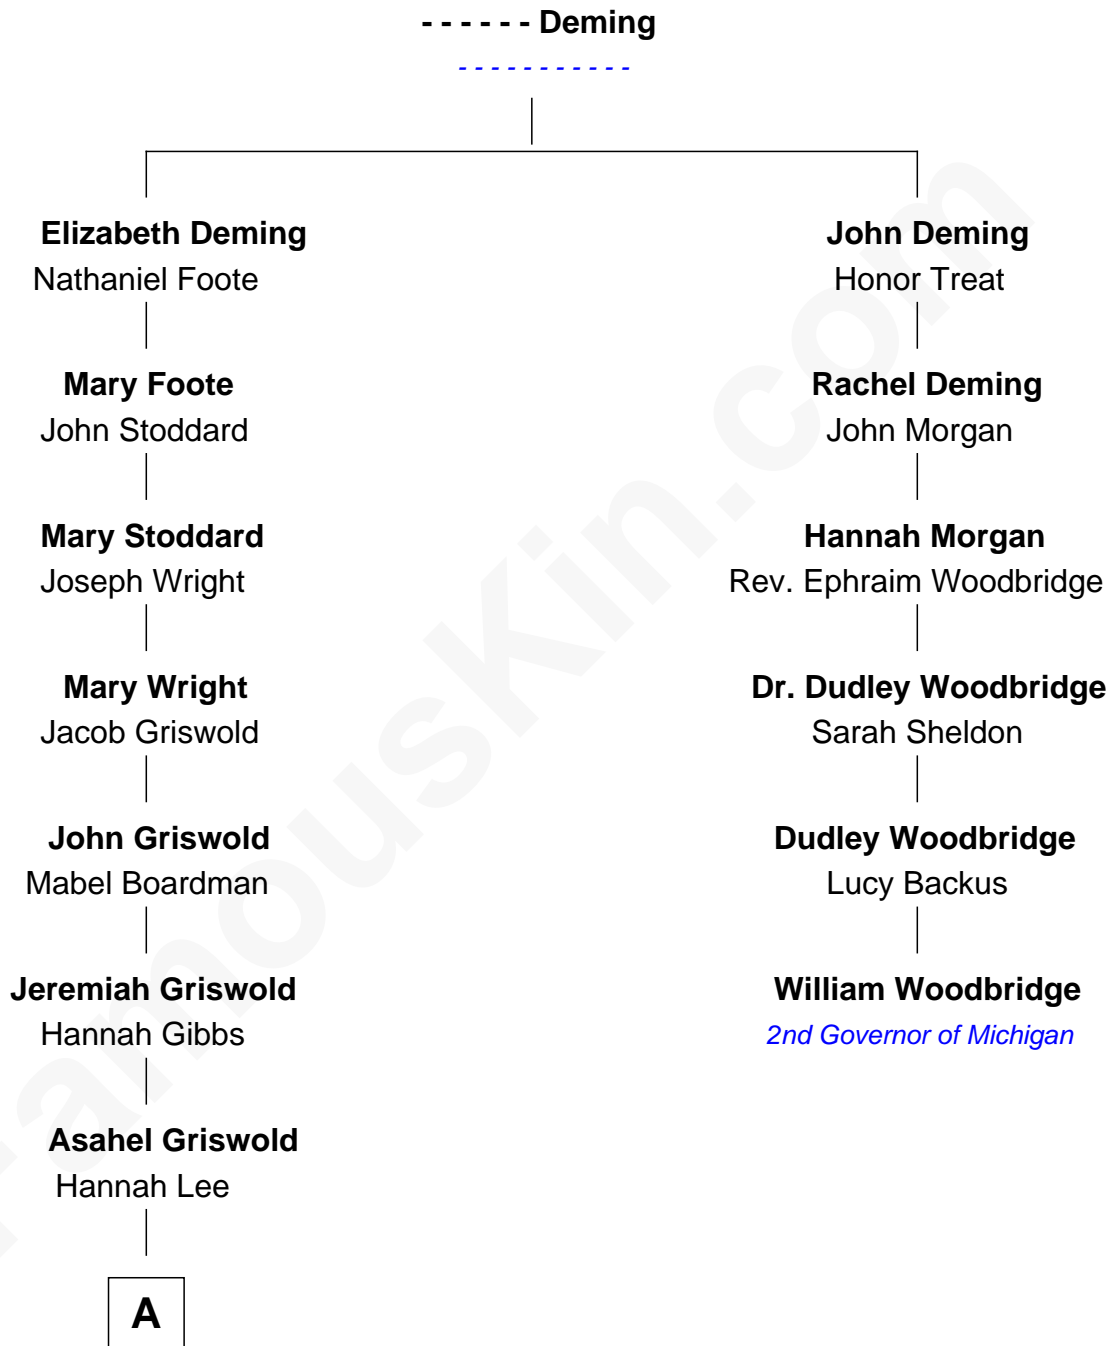 - - - - - - Deming
- - - - - - - - - - -
Elizabeth Deming
Nathaniel Foote
John Deming
Honor Treat
Mary Foote
John Stoddard
Rachel Deming
John Morgan
Mary Stoddard
Joseph Wright
Hannah Morgan
Rev. Ephraim Woodbridge
Mary Wright
Jacob Griswold
Dr. Dudley Woodbridge
Sarah Sheldon
John Griswold
Mabel Boardman
Dudley Woodbridge
Lucy Backus
Jeremiah Griswold
Hannah Gibbs
William Woodbridge
2nd Governor of Michigan
Asahel Griswold
Hannah Lee
A
FamousKin.com